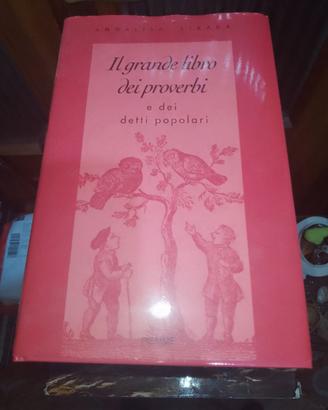 Il grande libro
dei proverbi
e dei
detti popolari